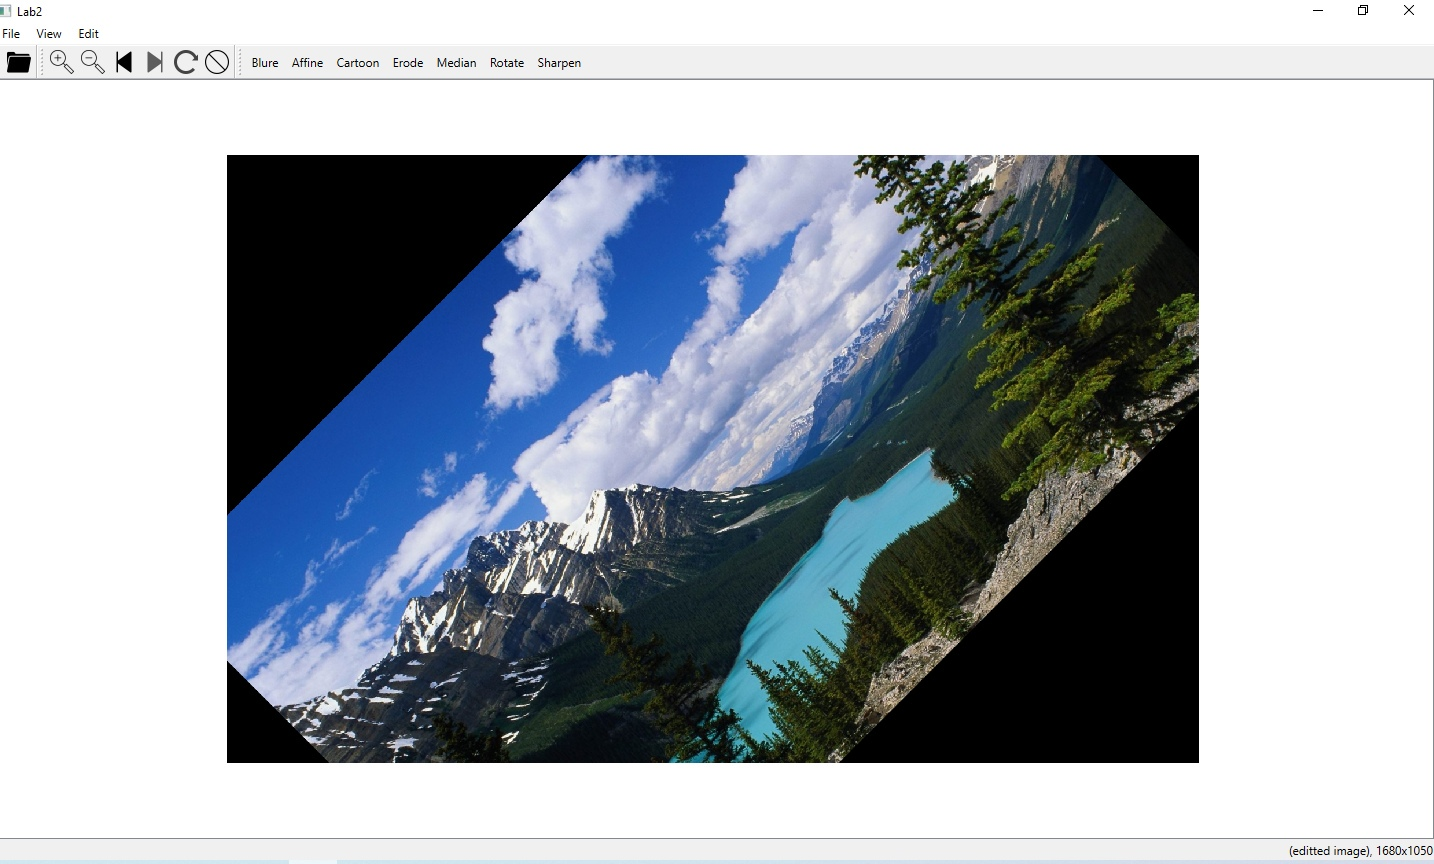 Lab2
File View Edit
Blure Affine Cartoon Erode Median Rotate Sharpen
(editted image), 1680x1050